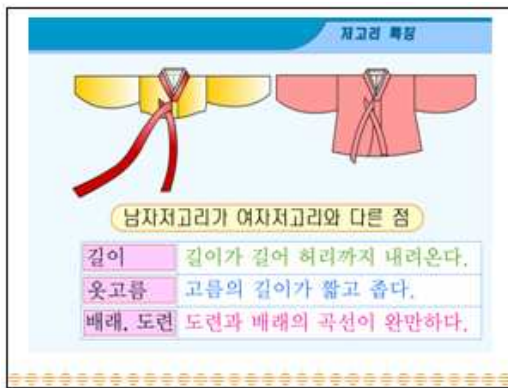 저고리 특징
남자저고리가 여자저고리와 다른 점
길이 길이가 길어 허리까지 내려온다.
옷고름 고름의 길이가 짧고 좁다.
배래, 도련 도련과 배래의 곡선이 완만하다.